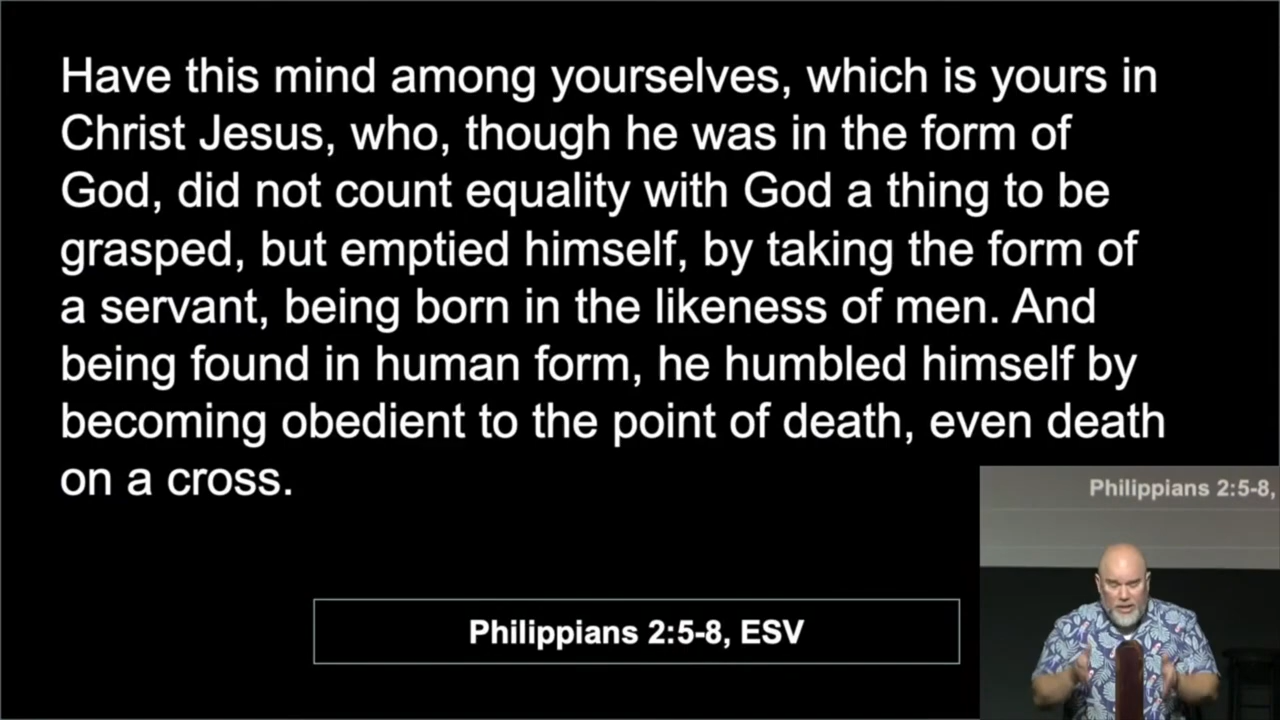 Have this mind among yourselves, which is yours in
Christ Jesus, who, though he was in the form of
God, did not count equality with God a thing to be
grasped, but emptied himself, by taking the form of
a servant, being born in the likeness of men. And
being found in human form, he humbled himself by
becoming obedient to the point of death, even death
on a cross.
Philippians 2:5-8,
Philippians 2:5-8, ESV